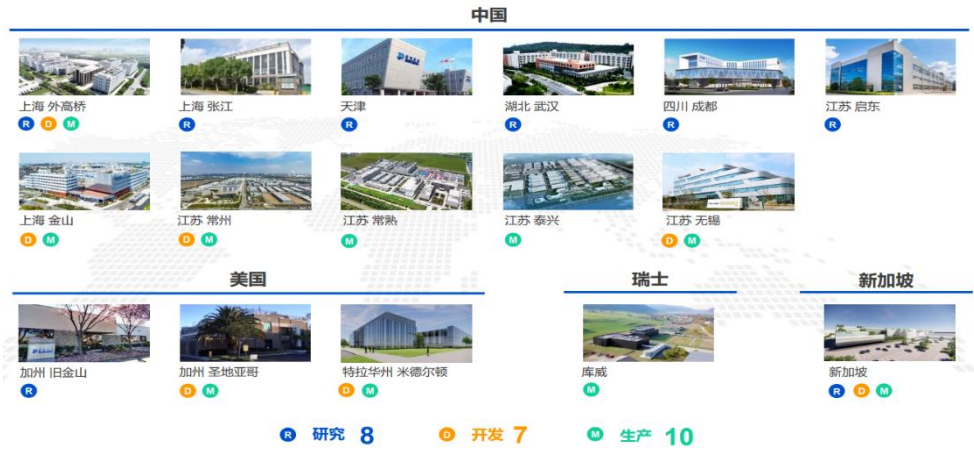 中国
上海 外高桥
R D M
上海 张江
R
天津
R
湖北 武汉
R
四川 成都
R
江苏 启东
R
上海 金山
D M
江苏 常州
D M
江苏 常熟
M
江苏 泰兴
M
江苏 无锡
D M
美国
加州 旧金山
R
加州 圣地亚哥
D M
特拉华州 米德尔顿
D M
瑞士
库威
M
新加坡
新加坡
R D M
R 研究 8
D 开发 7
M 生产 10